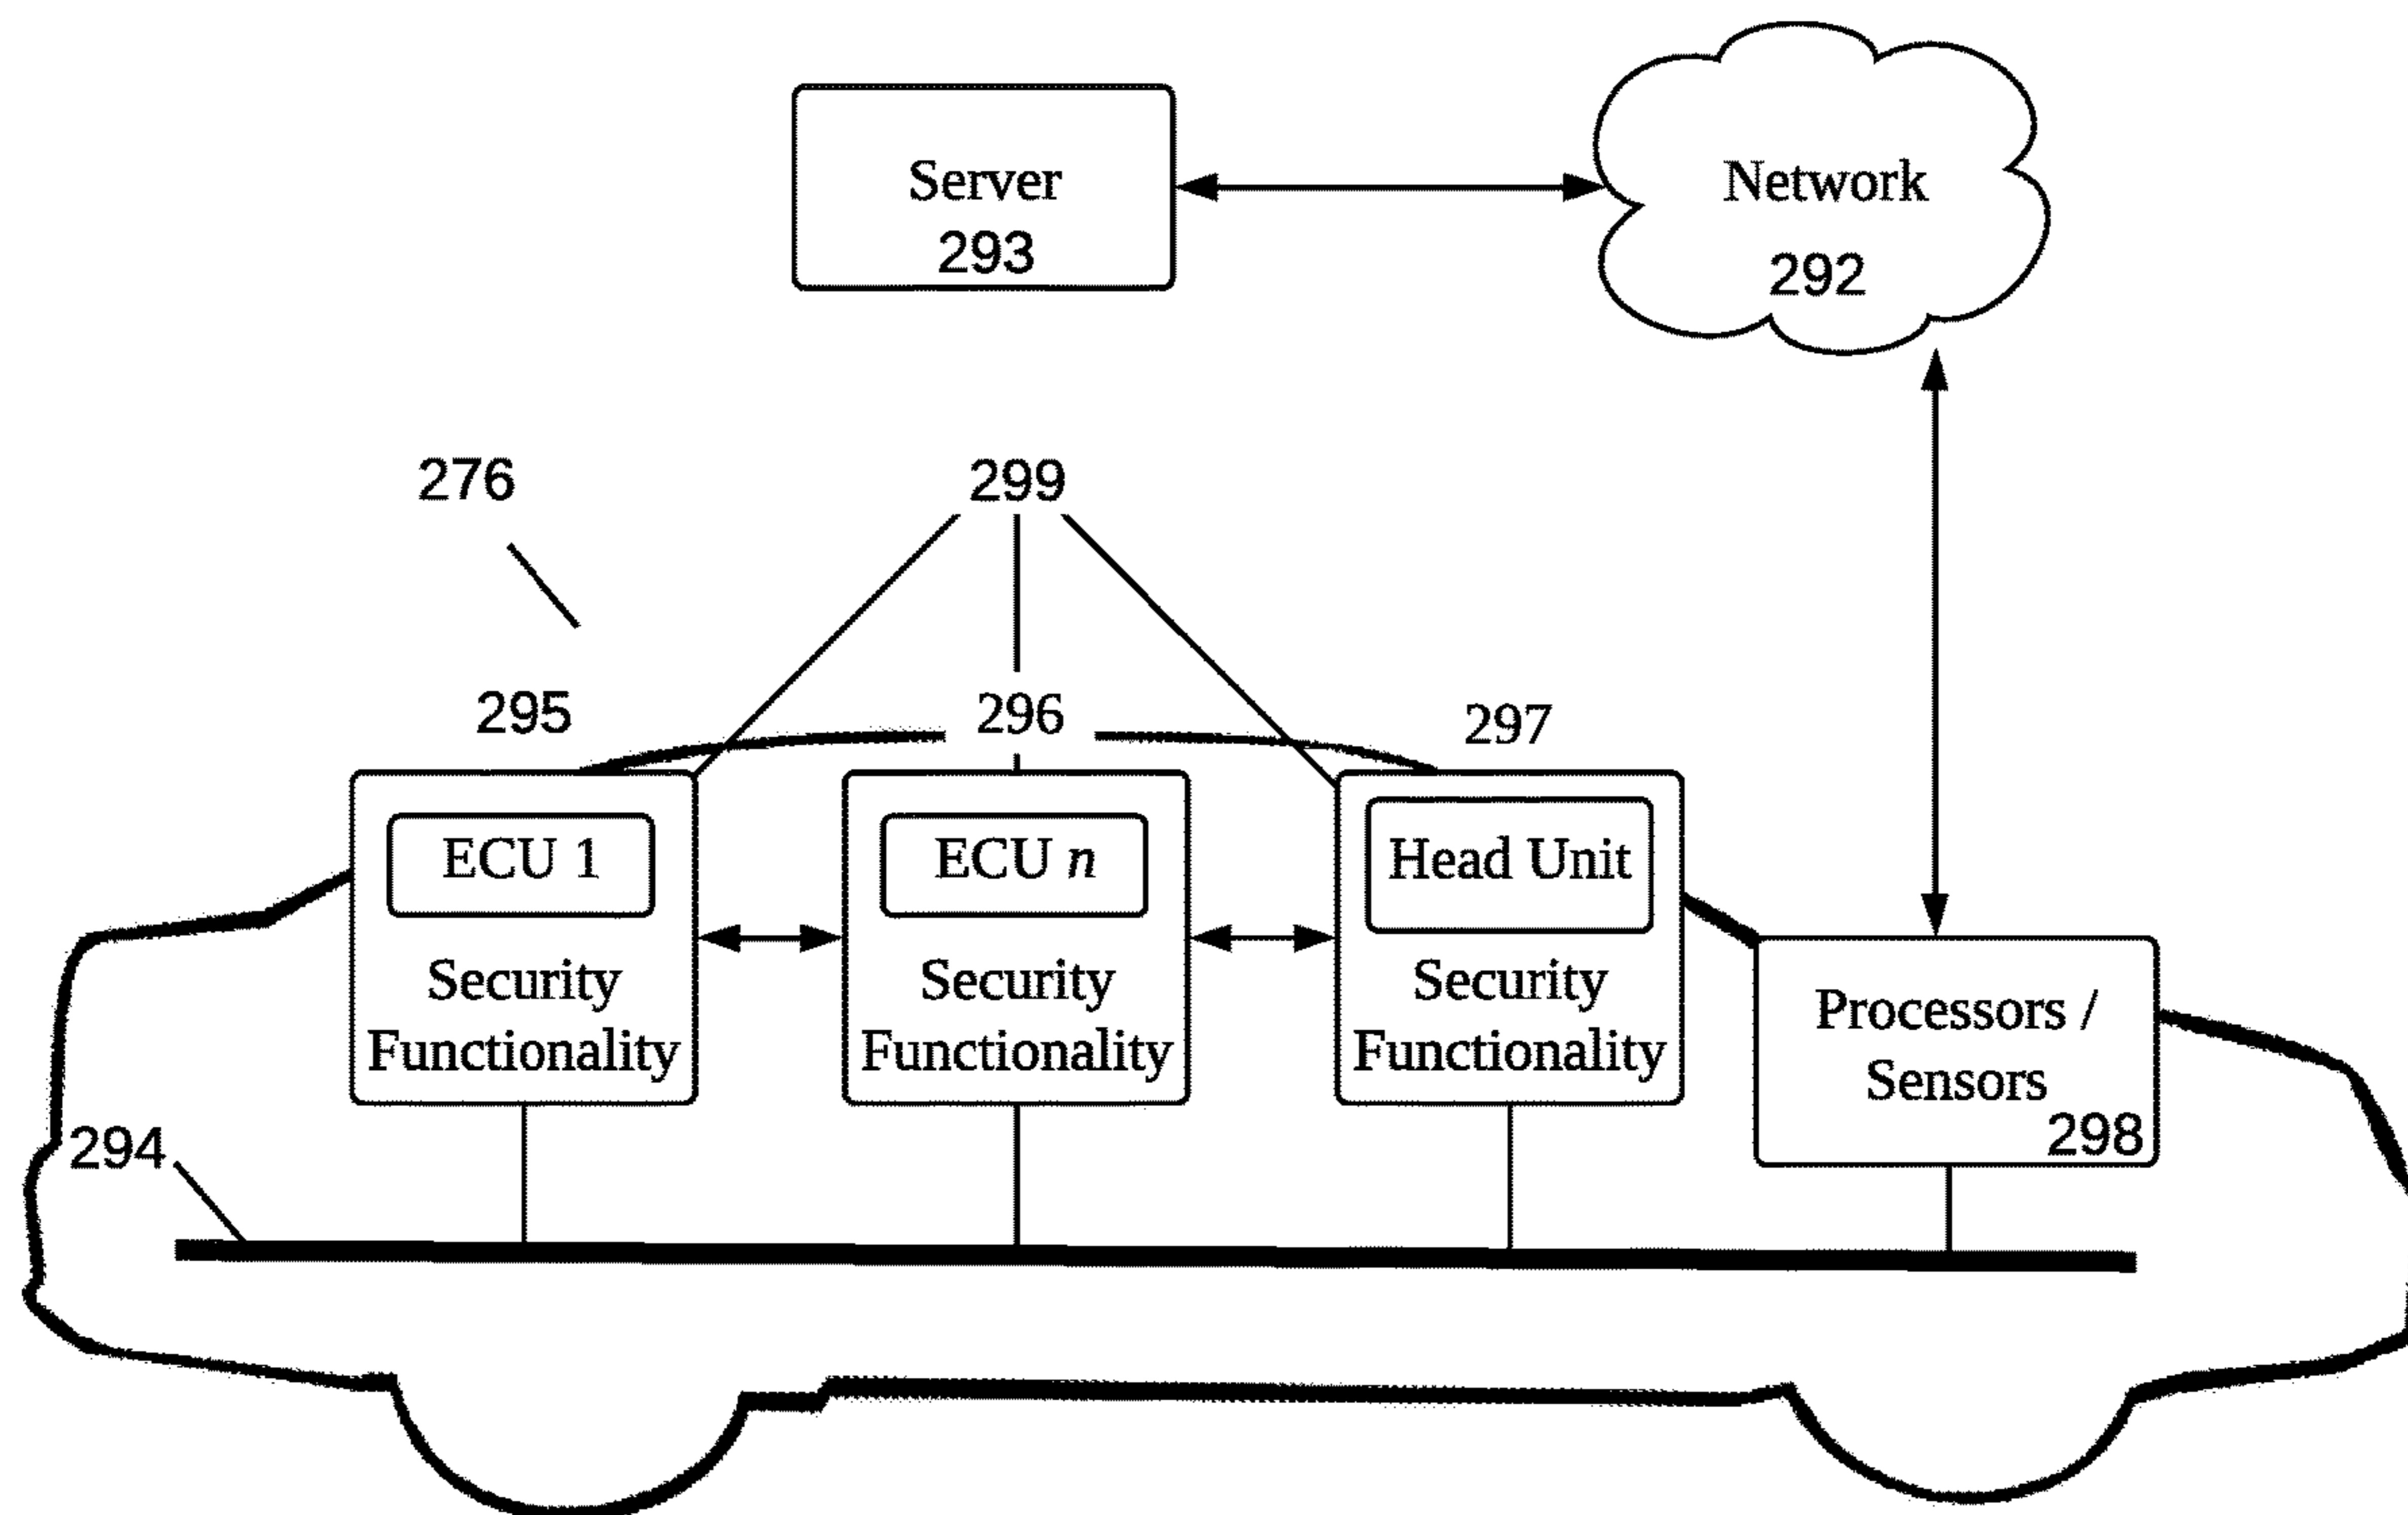 Server
293
Network
292
276
299
295
296
297
ECU 1
Security
Functionality
ECU n
Security
Functionality
Head Unit
Security
Functionality
Processors /
Sensors
298
294